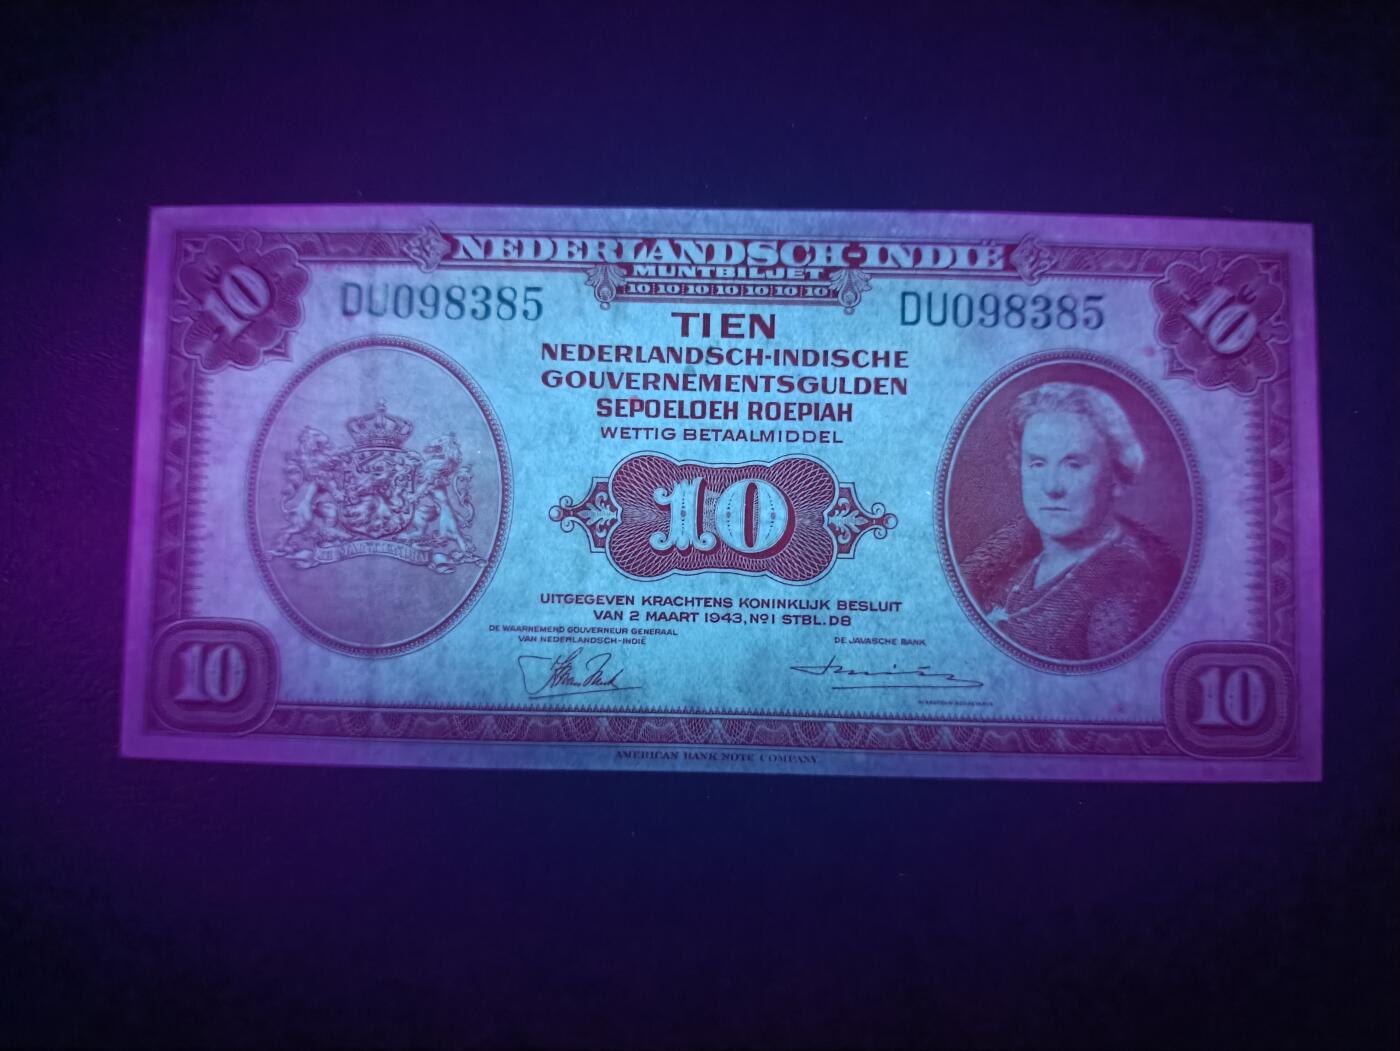 NEDERLANDSCH-INDIË
MUNTBILJET
10 10 10 10 10 10 10
10
10
DU098385
DU098385
TIEN
NEDERLANDSCH-INDISCHE
GOUVERNEMENTSGULDEN
SEPOELOEH ROEPIAH
WETTIG BETAALMIDDEL
10
UITGEGEVEN KRACHTENS KONINKLIJK BESLUIT
VAN 2 MAART 1943, Nº 1 STBL. D8
DE WAARNEMEND GOUVERNEUR GENERAAL
VAN NEDERLANDSCH-INDIË
DE JAVASCHE BANK
10
10
AMERICAN BANK NOTE COMPANY